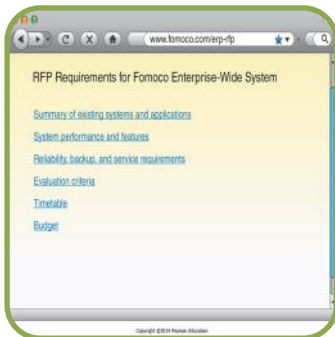 www.fomoco.com/erp-rfp
RFP Requirements for Fomoco Enterprise-Wide System
Summary of existing systems and applications
System performance and features
Reliability, backup, and service requirements
Evaluation criteria
Timetable
Budget
Copyright ©2014 Pearson Education